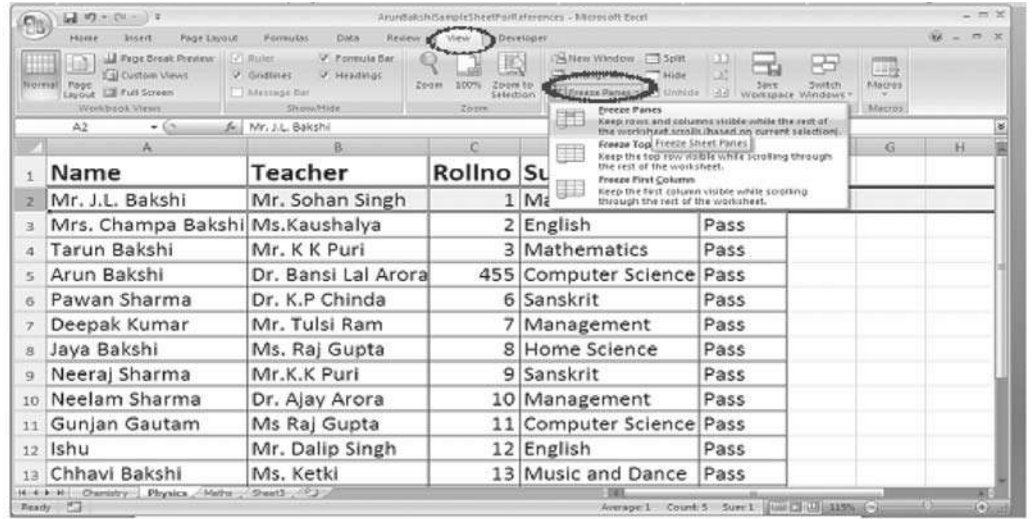 ArunBakshiSampleSheetForReferences - Microsoft Excel
Home Insert Page Layout Formulas Data Review View Developer
Normal Page Layout Page Break Preview Custom Views Full Screen
Workbook Views
Ruler Gridlines Message Bar Formula Bar Headings
Show/Hide
Zoom 100% Zoom to Selection
Zoom
New Window Freeze Panes Split Hide Unhide
Save Workspace Switch Windows
Macros
Macros
Freeze Panes
Keep rows and columns visible while the rest of
the worksheet scrolls (based on current selection).
Freeze Top
Freeze Sheet Panes
Keep the top row visible while scrolling through
the rest of the worksheet.
Freeze First Column
Keep the first column visible while scrolling
through the rest of the worksheet.
A2 fx Mr. J.L. Bakshi
A B C G H
1 Name Teacher Rollno Su
2 Mr. J.L. Bakshi Mr. Sohan Singh 1 Ma
3 Mrs. Champa Bakshi Ms.Kaushalya 2 English Pass
4 Tarun Bakshi Mr. K K Puri 3 Mathematics Pass
5 Arun Bakshi Dr. Bansi Lal Arora 455 Computer Science Pass
6 Pawan Sharma Dr. K.P Chinda 6 Sanskrit Pass
7 Deepak Kumar Mr. Tulsi Ram 7 Management Pass
8 Jaya Bakshi Ms. Raj Gupta 8 Home Science Pass
9 Neeraj Sharma Mr.K.K Puri 9 Sanskrit Pass
10 Neelam Sharma Dr. Ajay Arora 10 Management Pass
11 Gunjan Gautam Ms Raj Gupta 11 Computer Science Pass
12 Ishu Mr. Dalip Singh 12 English Pass
13 Chhavi Bakshi Ms. Ketki 13 Music and Dance Pass
Chemistry Physics Maths Sheet3
Ready Average: 1 Count: 5 Sum: 1 115%